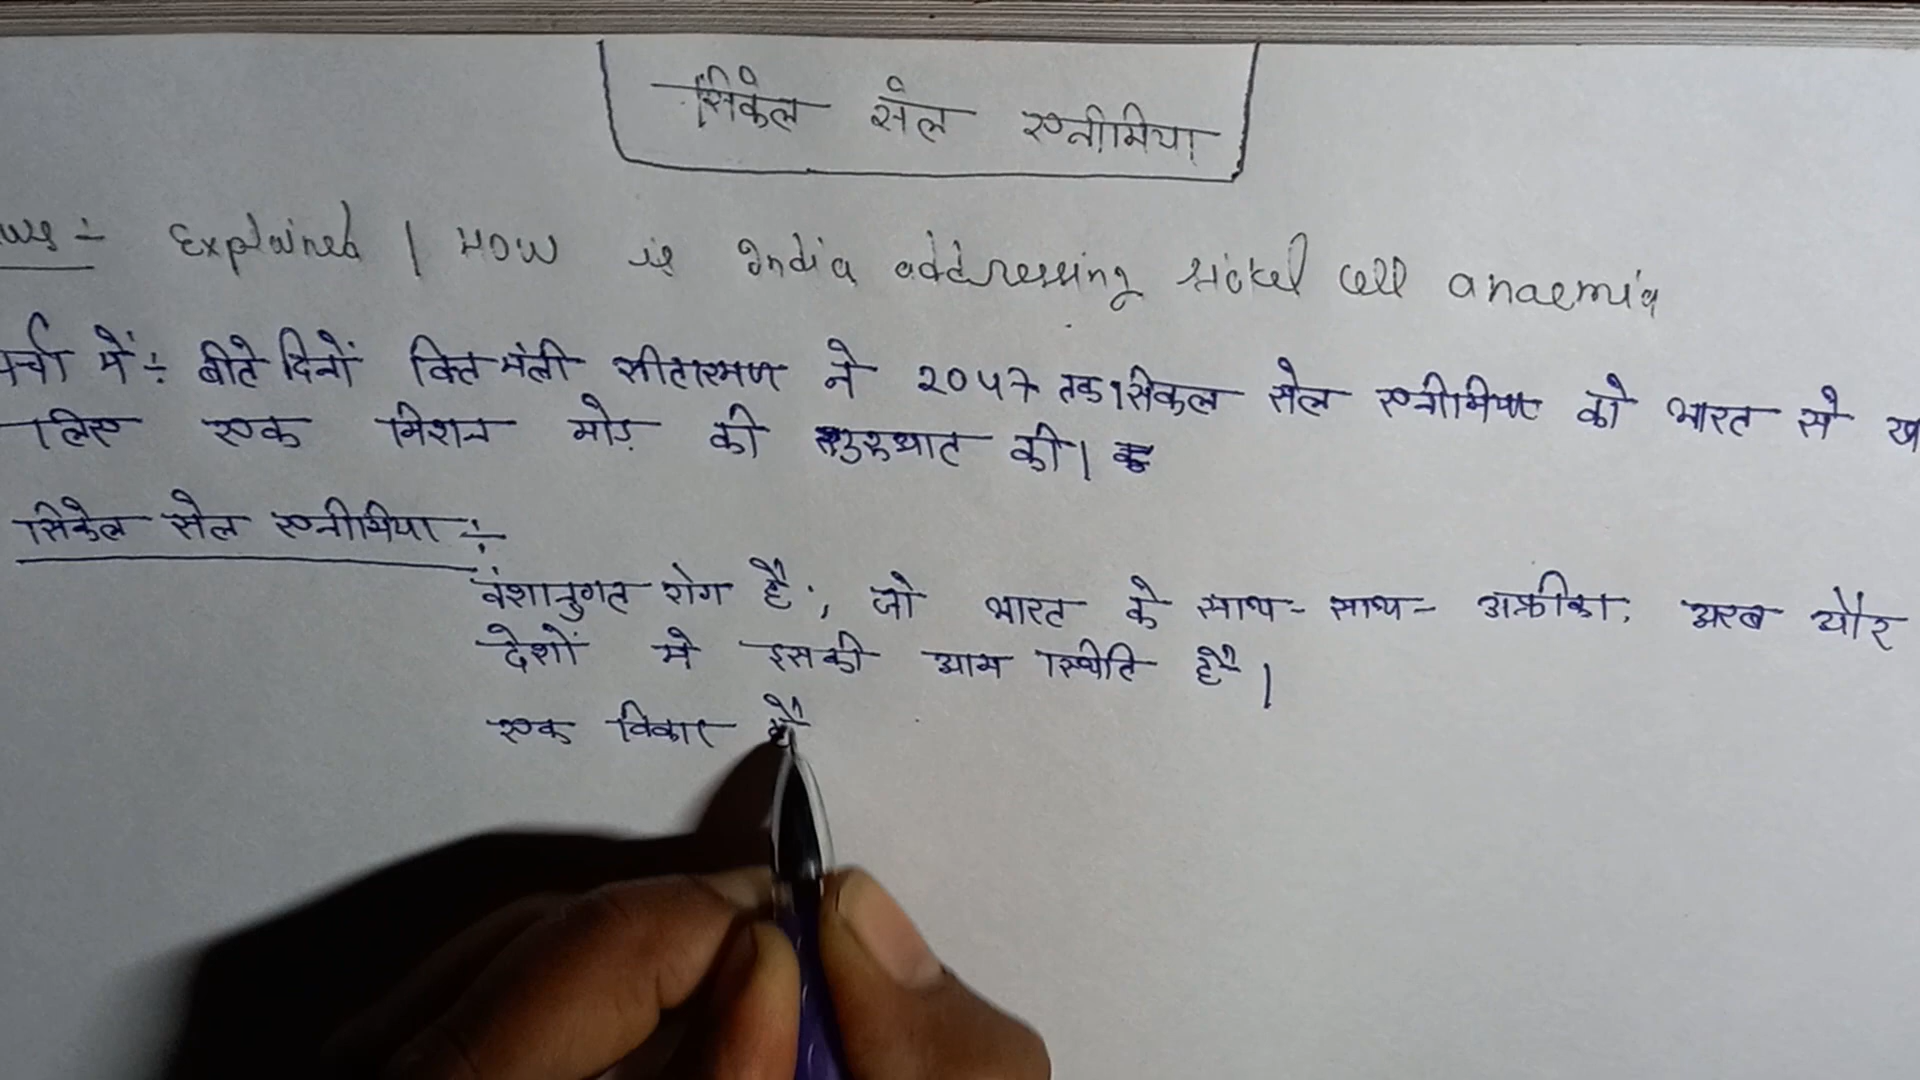 सिकेल सेल एनीमिया
Explained / HOW is India addressing sickel cell anaemia
र्चा में ÷ बीते दिनों वित मंत्री सीतारमण ने 2047 तक सिकल सेल एनीमिया को भारत से ख
लिए एक मिशन मोड़ की शुरुआत की।
सिकेल सेल एनीमिया ÷
वंशानुगत रोग है, जो भारत के साथ-साथ- अफ्रीका, अरब और
देशों मे इसकी आम स्थिति है।
एक विकार है